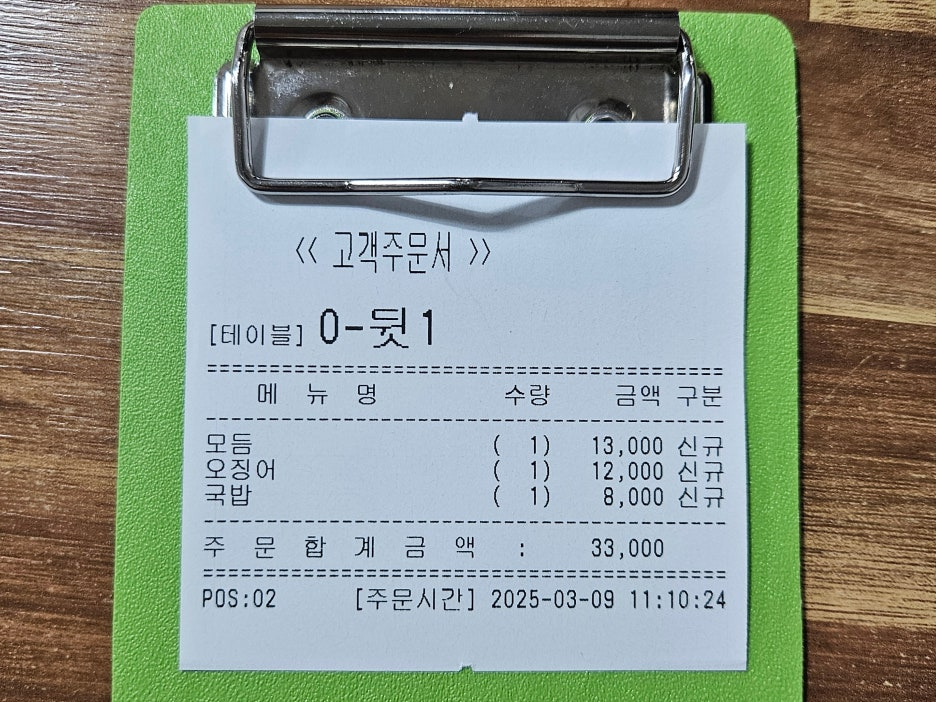 << 고객주문서 >>
[테이블] 0-뒷1
메 뉴 명 수량 금액 구분
모듬 ( 1) 13,000 신규
오징어 ( 1) 12,000 신규
국밥 ( 1) 8,000 신규
주 문 합 계 금 액 : 33,000
POS:02 [주문시간] 2025-03-09 11:10:24